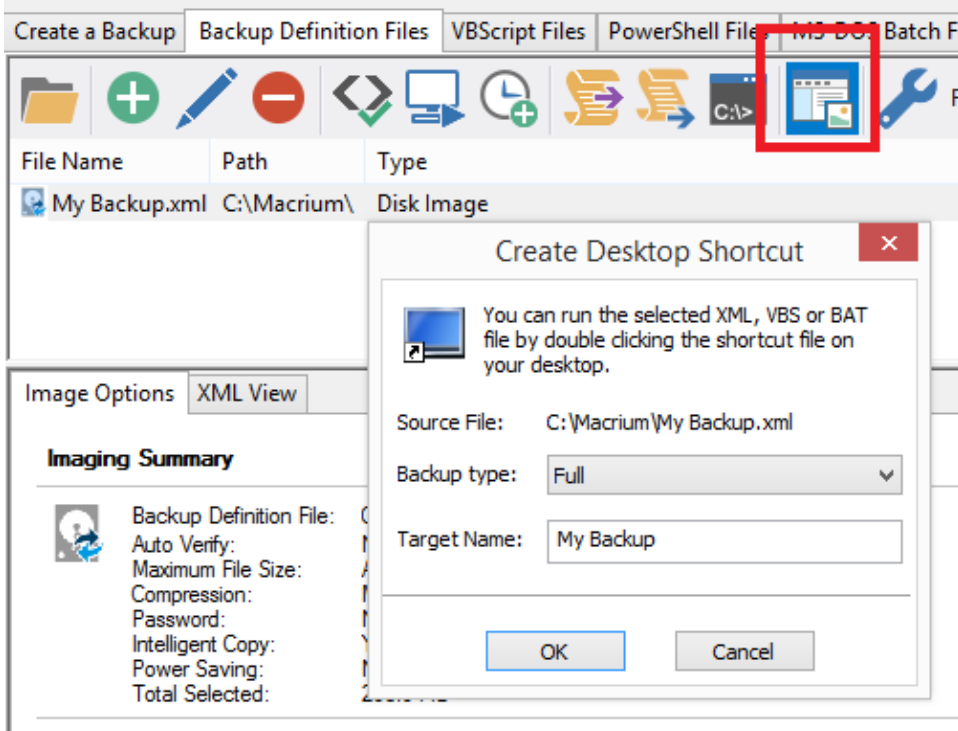 Create a Backup Backup Definition Files VBScript Files PowerShell Files MS-DOS Batch F
C:\>
File Name Path Type
My Backup.xml C:\Macrium\ Disk Image
Create Desktop Shortcut
You can run the selected XML, VBS or BAT
file by double clicking the shortcut file on
your desktop.
Source File: C:\Macrium\My Backup.xml
Backup type: Full
Target Name: My Backup
OK Cancel
Image Options XML View
Imaging Summary
Backup Definition File:
Auto Verify:
Maximum File Size:
Compression:
Password:
Intelligent Copy:
Power Saving:
Total Selected: